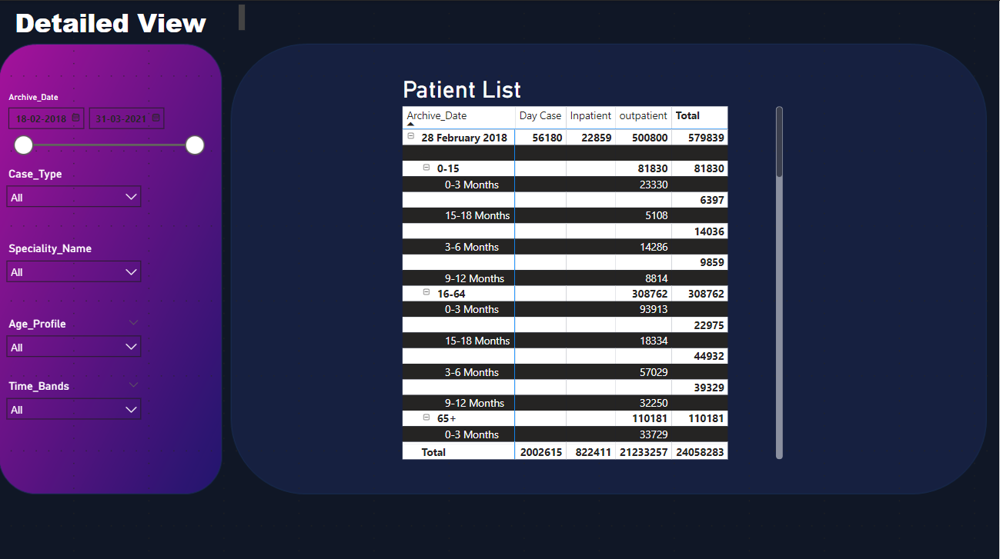 Detailed View
Archive_Date
18-02-2018 31-03-2021
Case_Type
All
Speciality_Name
All
Age_Profile
All
Time_Bands
All
Patient List
Archive_Date Day Case Inpatient outpatient Total
28 February 2018 56180 22859 500800 579839
0-15 81830 81830
0-3 Months 23330
6397
15-18 Months 5108
14036
3-6 Months 14286
9859
9-12 Months 8814
16-64 308762 308762
0-3 Months 93913
22975
15-18 Months 18334
44932
3-6 Months 57029
39329
9-12 Months 32250
65+ 110181 110181
0-3 Months 33729
Total 2002615 822411 21233257 24058283